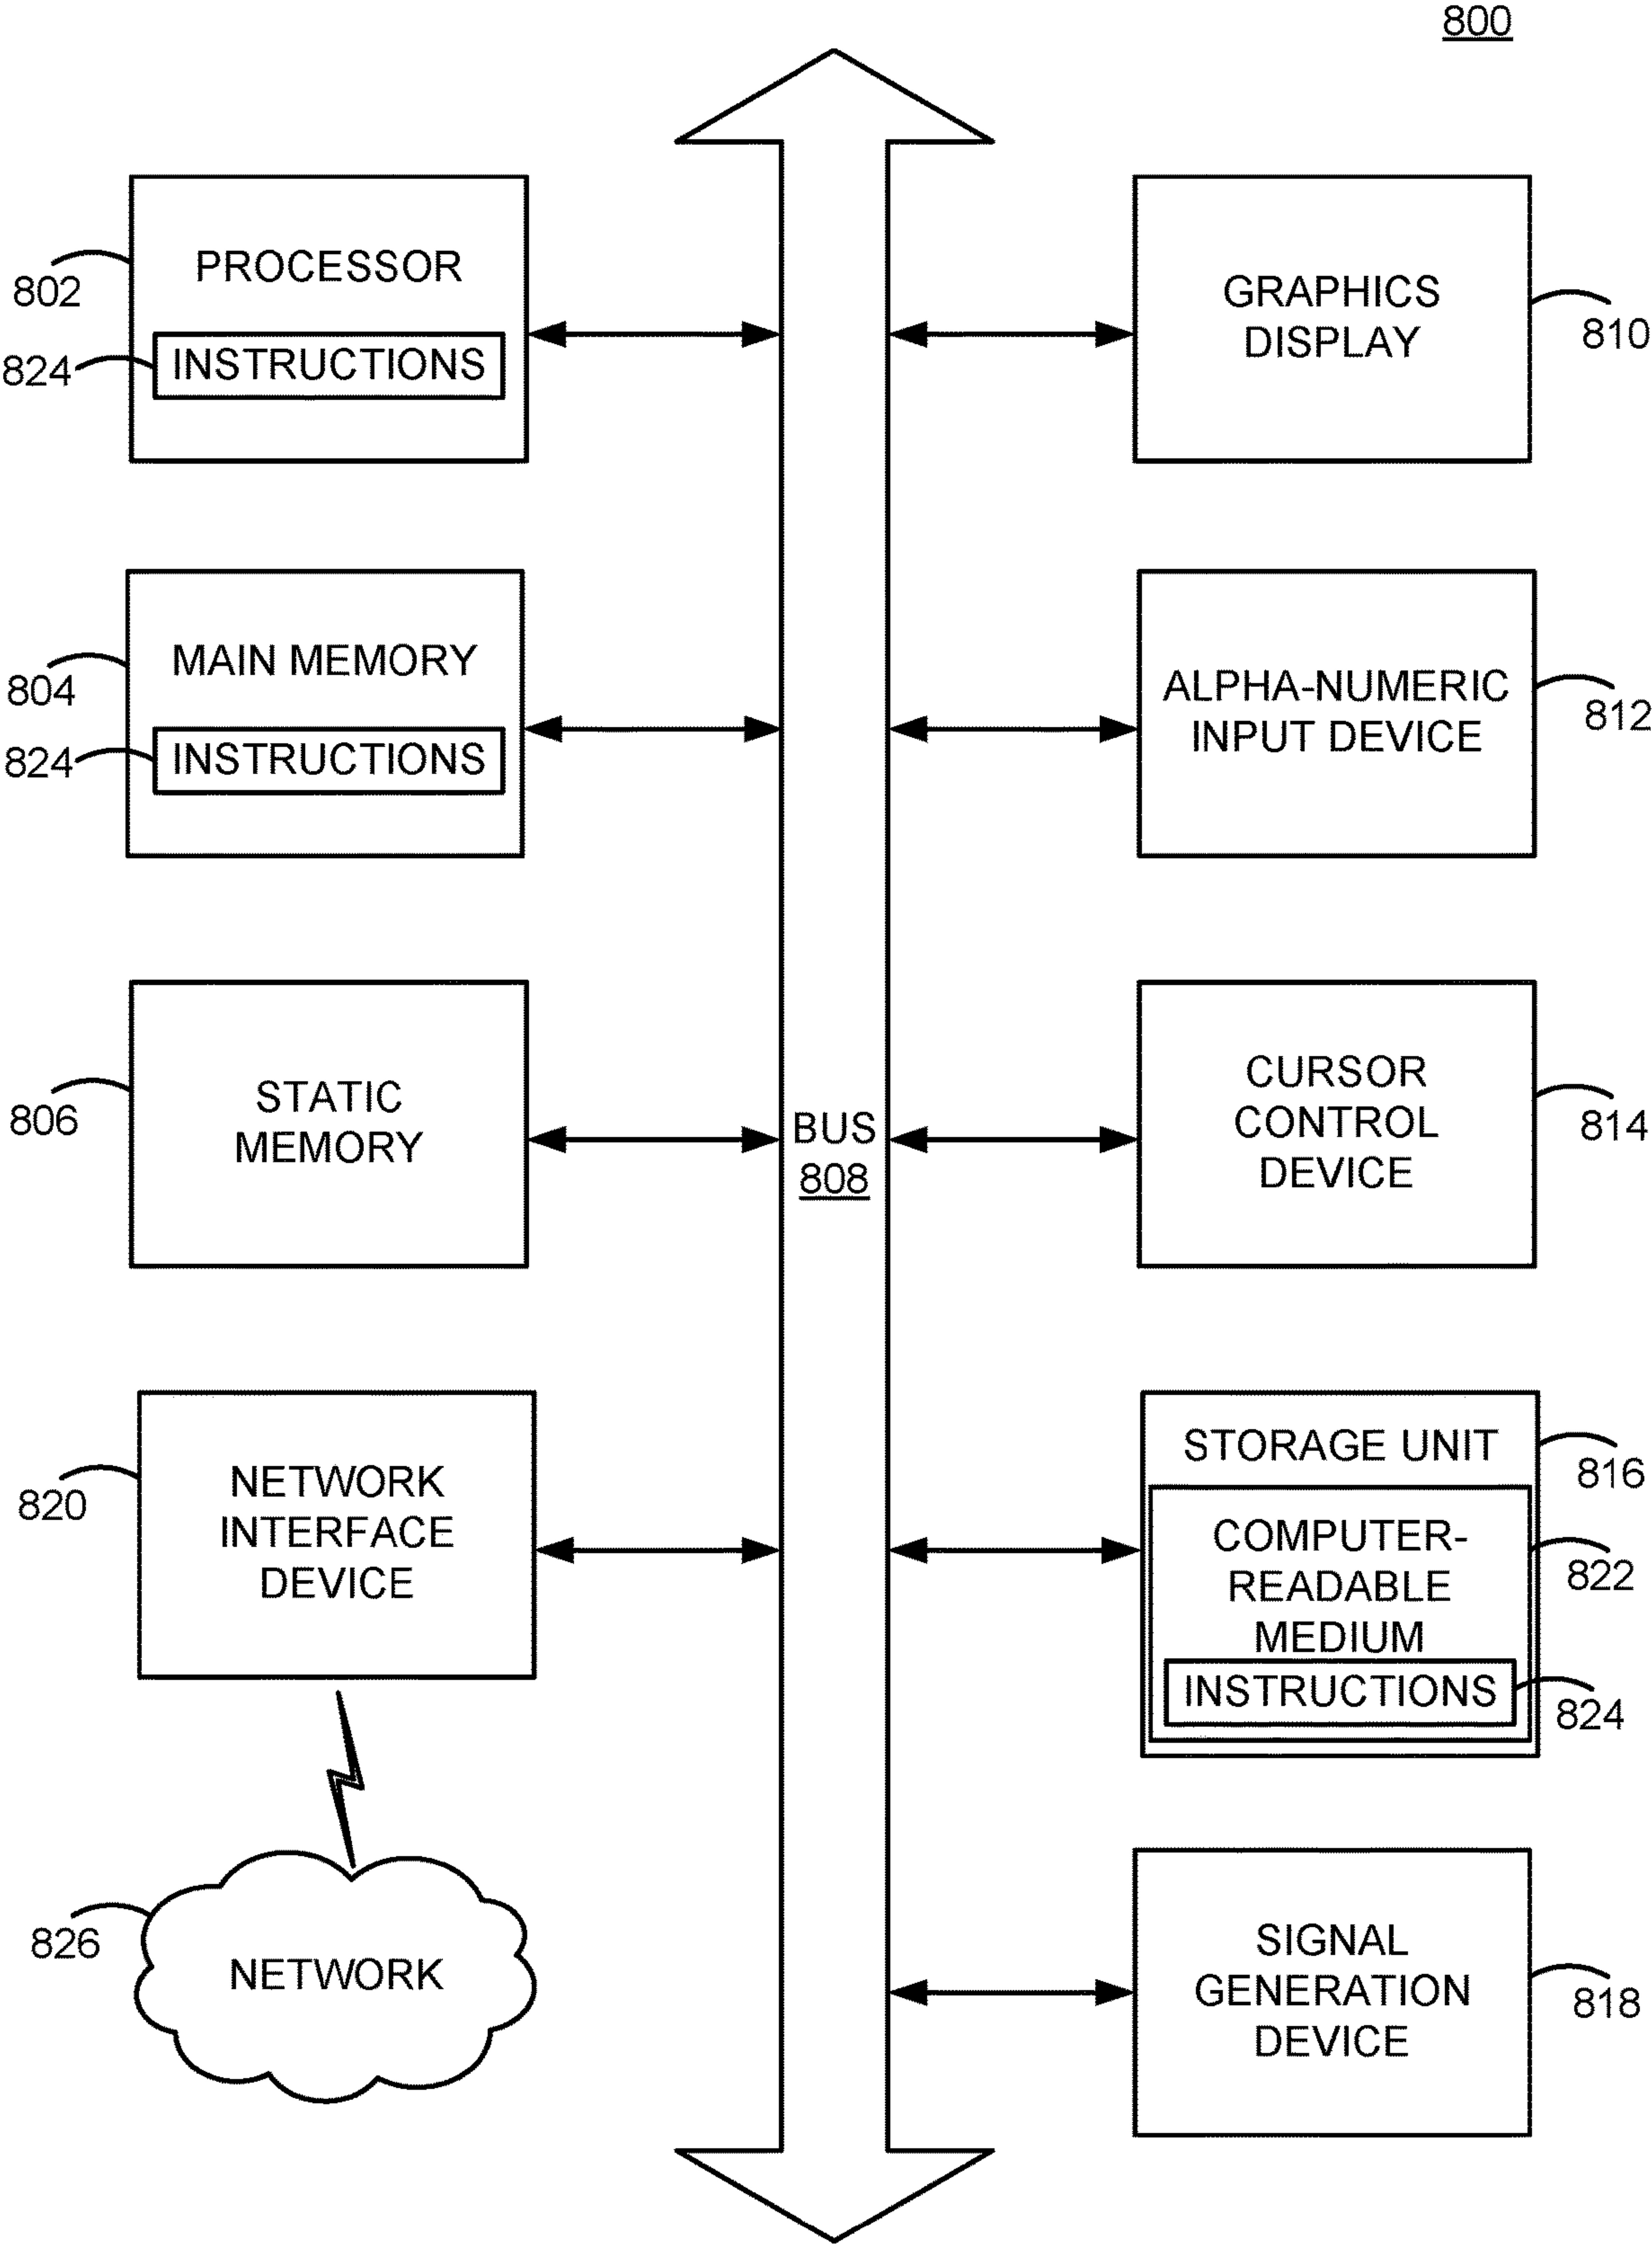 800
PROCESSOR
802
INSTRUCTIONS
824
GRAPHICS
DISPLAY
810
MAIN MEMORY
804
INSTRUCTIONS
824
ALPHA-NUMERIC
INPUT DEVICE
812
STATIC
MEMORY
806
BUS
808
CURSOR
CONTROL
DEVICE
814
NETWORK
INTERFACE
DEVICE
820
STORAGE UNIT
816
COMPUTER-
READABLE
MEDIUM
822
INSTRUCTIONS
824
NETWORK
826
SIGNAL
GENERATION
DEVICE
818